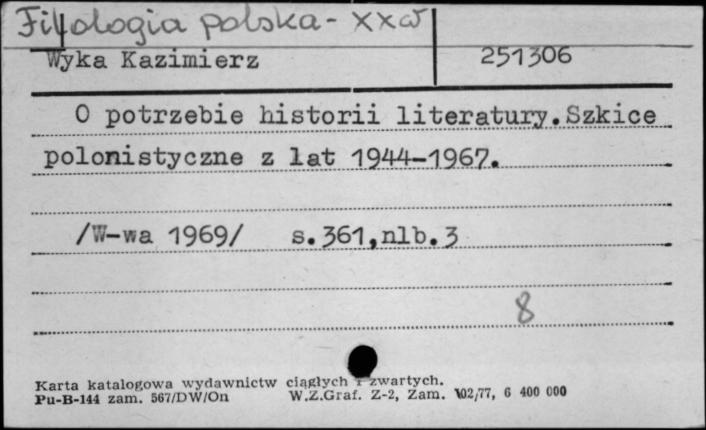 Filologia polska - XXw
Wyka Kazimierz 251306
O potrzebie historii literatury.Szkice
polonistyczne z lat 1944-1967.
/W-wa 1969/ s.361,nlb.3
8
Karta katalogowa wydawnictw ciągłych i zwartych.
Pu-B-144 zam. 567/DW/On W.Z.Graf. Z-2, Zam. 102/77, 6 400 000